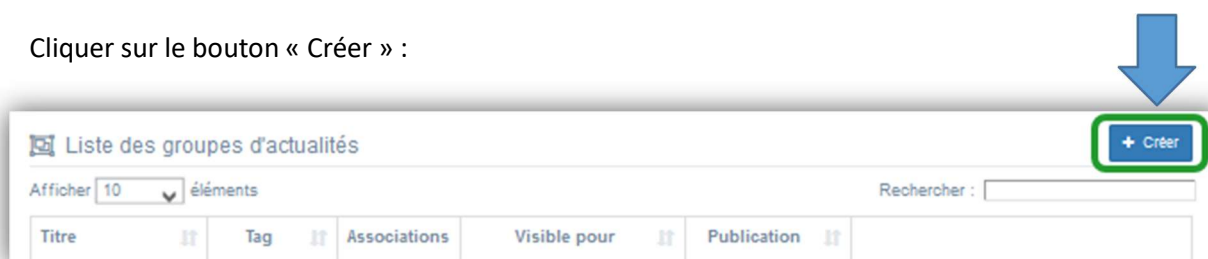 Cliquer sur le bouton « Créer » :
Liste des groupes d'actualités
+ Créer
Afficher 10 éléments
Rechercher :
Titre Tag Associations Visible pour Publication